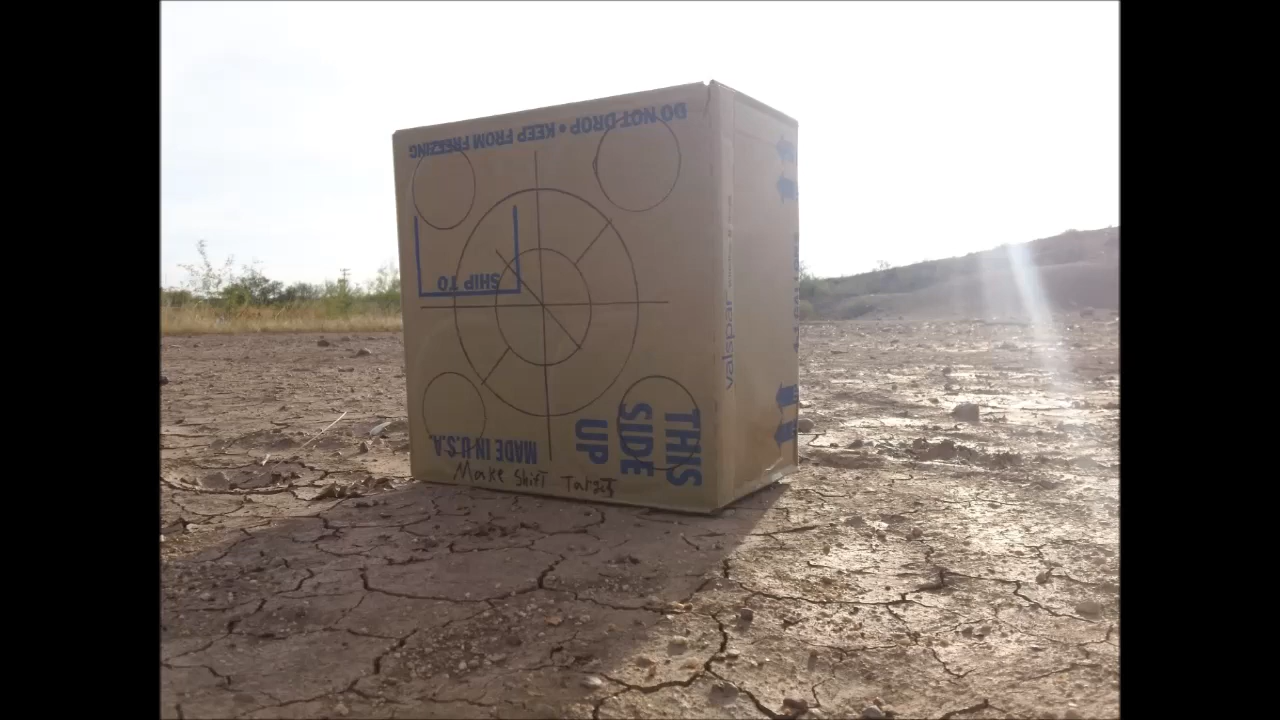 DO NOT DROP • KEEP FROM FREEZING
SHIP TO
THIS
SIDE
UP
MADE IN U.S.A.
Make Shift Target
valspar